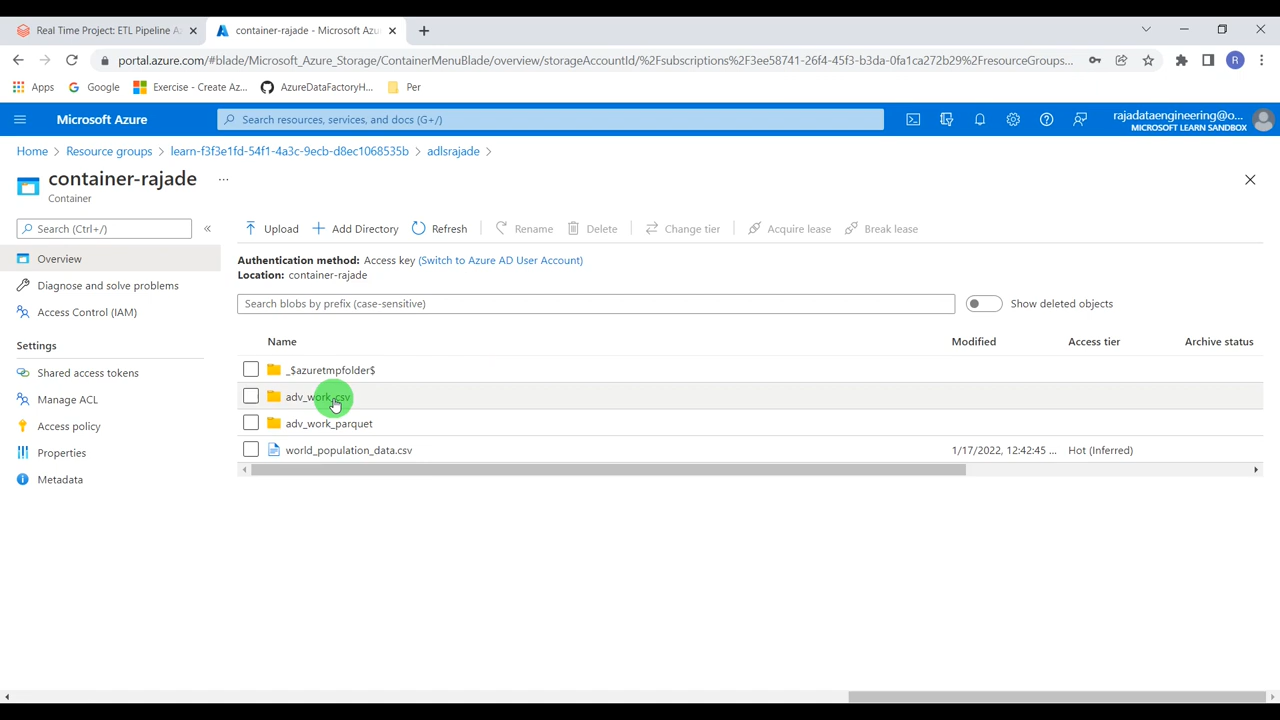 Real Time Project: ETL Pipeline A
container-rajade - Microsoft Azu
portal.azure.com/#blade/Microsoft_Azure_Storage/ContainerMenuBlade/overview/storageAccountId/%2Fsubscriptions%2F3ee58741-26f4-45f3-b3da-0fa1ca272b29%2FresourceGroups...
R
Apps
Google
Exercise - Create Az...
AzureDataFactoryH...
Per
Microsoft Azure
Search resources, services, and docs (G+/)
rajadataengineering@o...
MICROSOFT LEARN SANDBOX
Home > Resource groups > learn-f3f3e1fd-54f1-4a3c-9ecb-d8ec1068535b > adlsrajade >
container-rajade ...
Container
Search (Ctrl+/)
«
Overview
Diagnose and solve problems
Access Control (IAM)
Settings
Shared access tokens
Manage ACL
Access policy
Properties
Metadata
Upload
Add Directory
Refresh
Rename
Delete
Change tier
Acquire lease
Break lease
Authentication method: Access key (Switch to Azure AD User Account)
Location: container-rajade
Search blobs by prefix (case-sensitive)
Show deleted objects
Name
Modified
Access tier
Archive status
_$azuretmpfolder$
adv_work_csv
adv_work_parquet
world_population_data.csv
1/17/2022, 12:42:45 ...
Hot (Inferred)